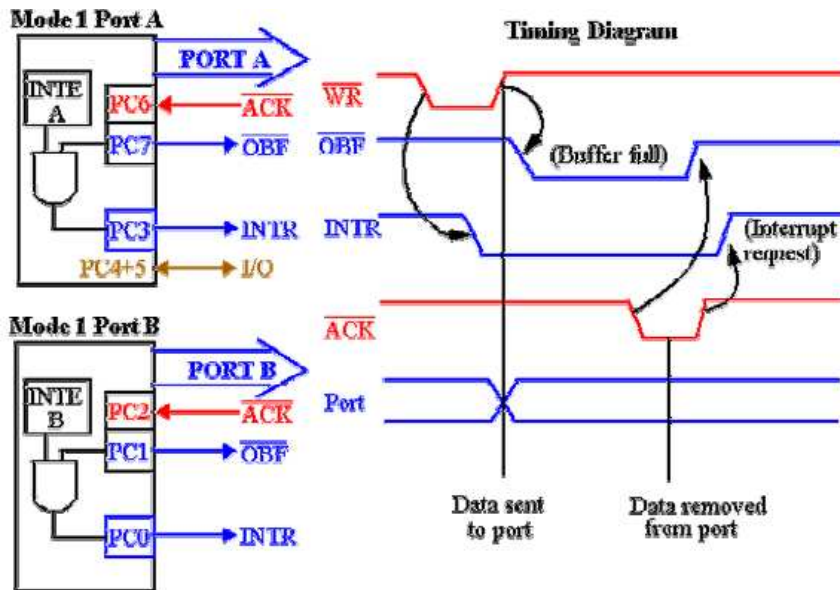 Mode 1 Port A
PORT A
INTE
A
PC6
ACK
PC7
OBF
PC3
INTR
PC4+5
I/O
Mode 1 Port B
PORT B
INTE
B
PC2
ACK
PC1
OBF
PC0
INTR
Timing Diagram
WR
OBF
(Buffer full)
INTR
(Interrupt
request)
ACK
Port
Data sent
to port
Data removed
from port